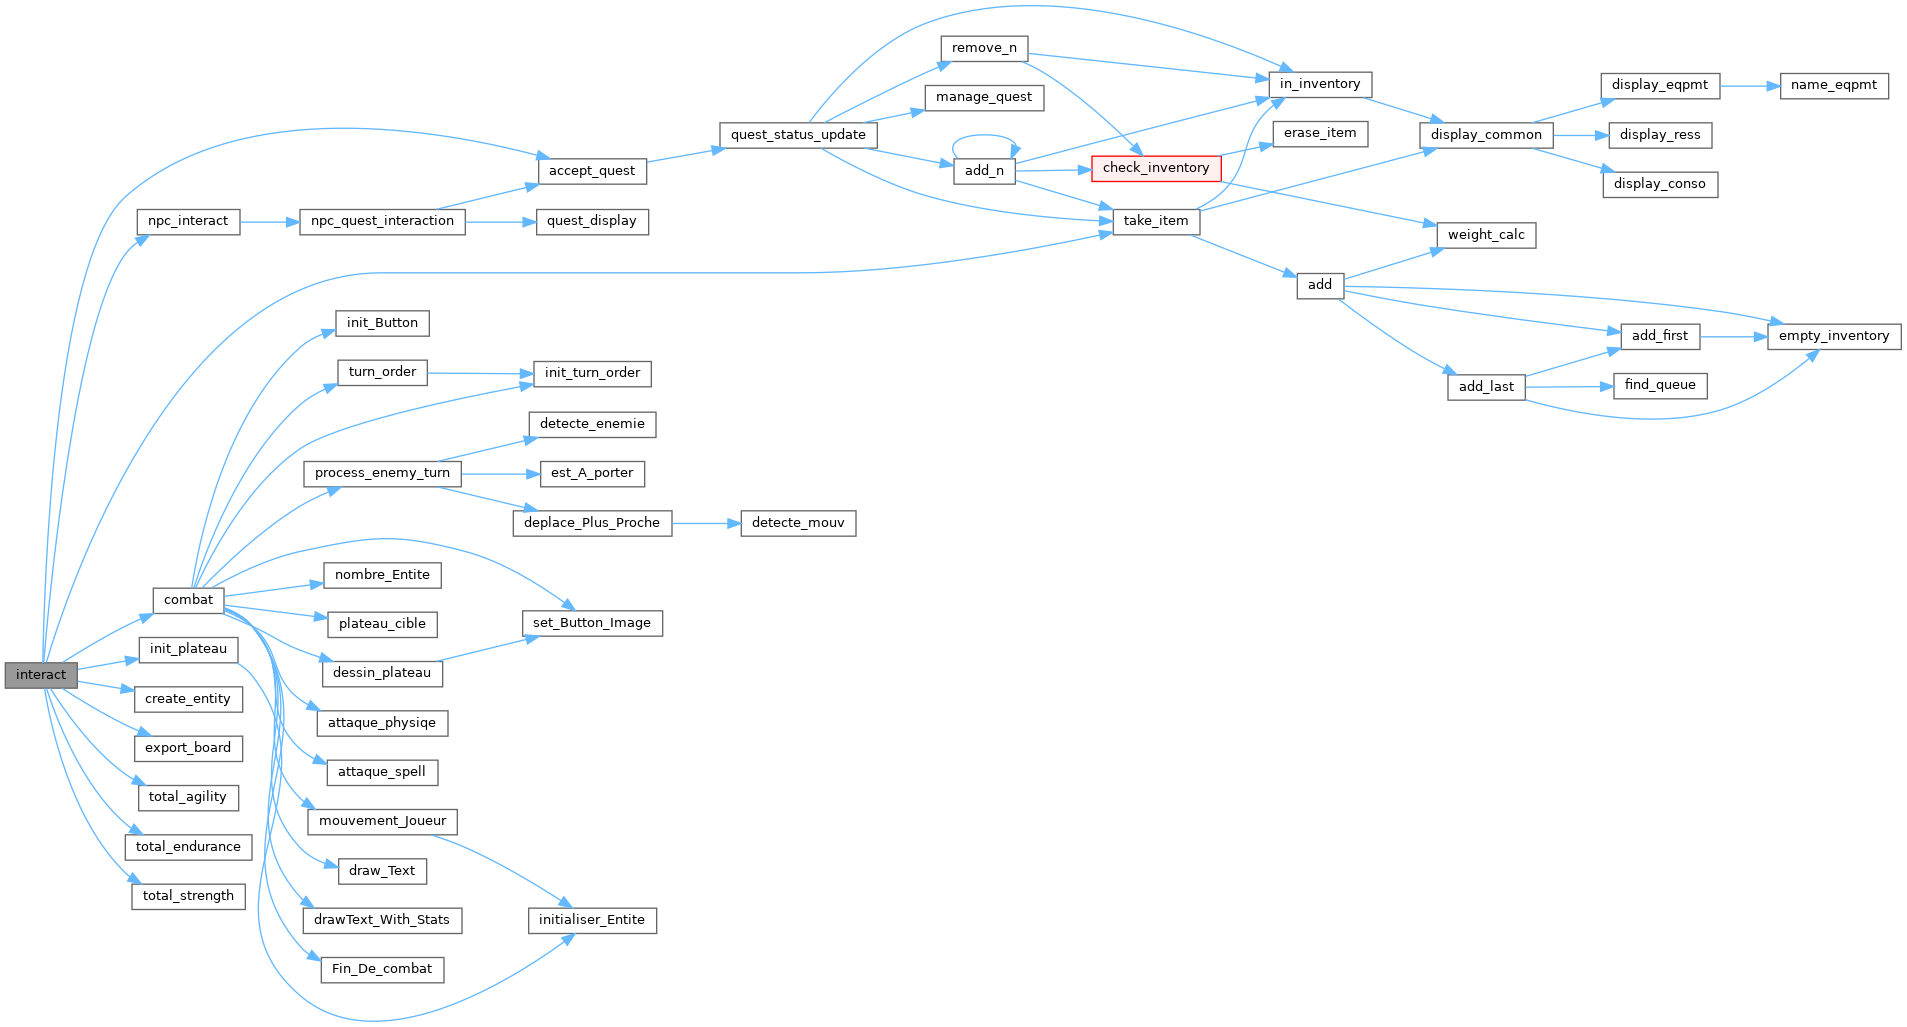 interact
npc_interact
combat
init_plateau
create_entity
export_board
total_agility
total_endurance
total_strength
npc_quest_interaction
init_Button
turn_order
process_enemy_turn
nombre_Entite
plateau_cible
dessin_plateau
attaque_physiqe
attaque_spell
mouvement_Joueur
draw_Text
drawText_With_Stats
Fin_De_combat
accept_quest
quest_display
init_turn_order
detecte_enemie
est_A_porter
deplace_Plus_Proche
set_Button_Image
initialiser_Entite
quest_status_update
detecte_mouv
remove_n
manage_quest
add_n
check_inventory
take_item
in_inventory
erase_item
add
display_common
weight_calc
add_last
display_eqpmt
display_ress
display_conso
add_first
find_queue
name_eqpmt
empty_inventory